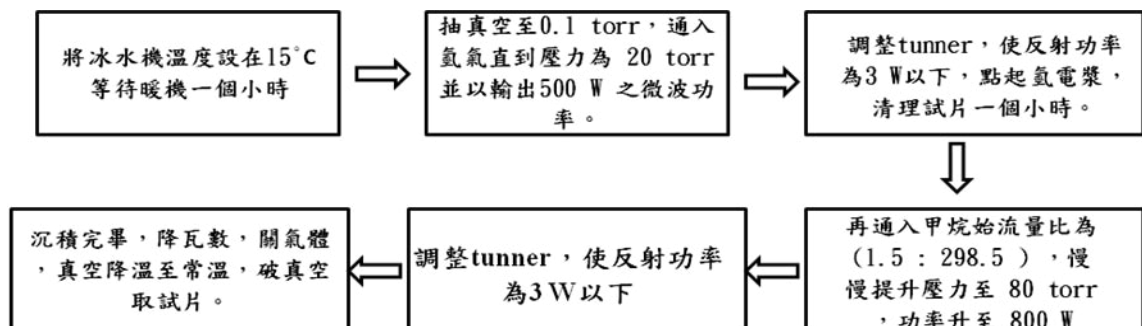 將冰水機溫度設在15°C
等待暖機一個小時
抽真空至0.1 torr，通入
氫氣直到壓力為 20 torr
並以輸出500 W 之微波功
率。
調整tunner，使反射功率
為3 W以下，點起氫電漿，
清理試片一個小時。
再通入甲烷始流量比為
(1.5 : 298.5 )，慢
慢提升壓力至 80 torr
，功率升至 800 W
調整tunner，使反射功率
為3 W以下
沉積完畢，降瓦數，關氣體
，真空降溫至常溫，破真空
取試片。